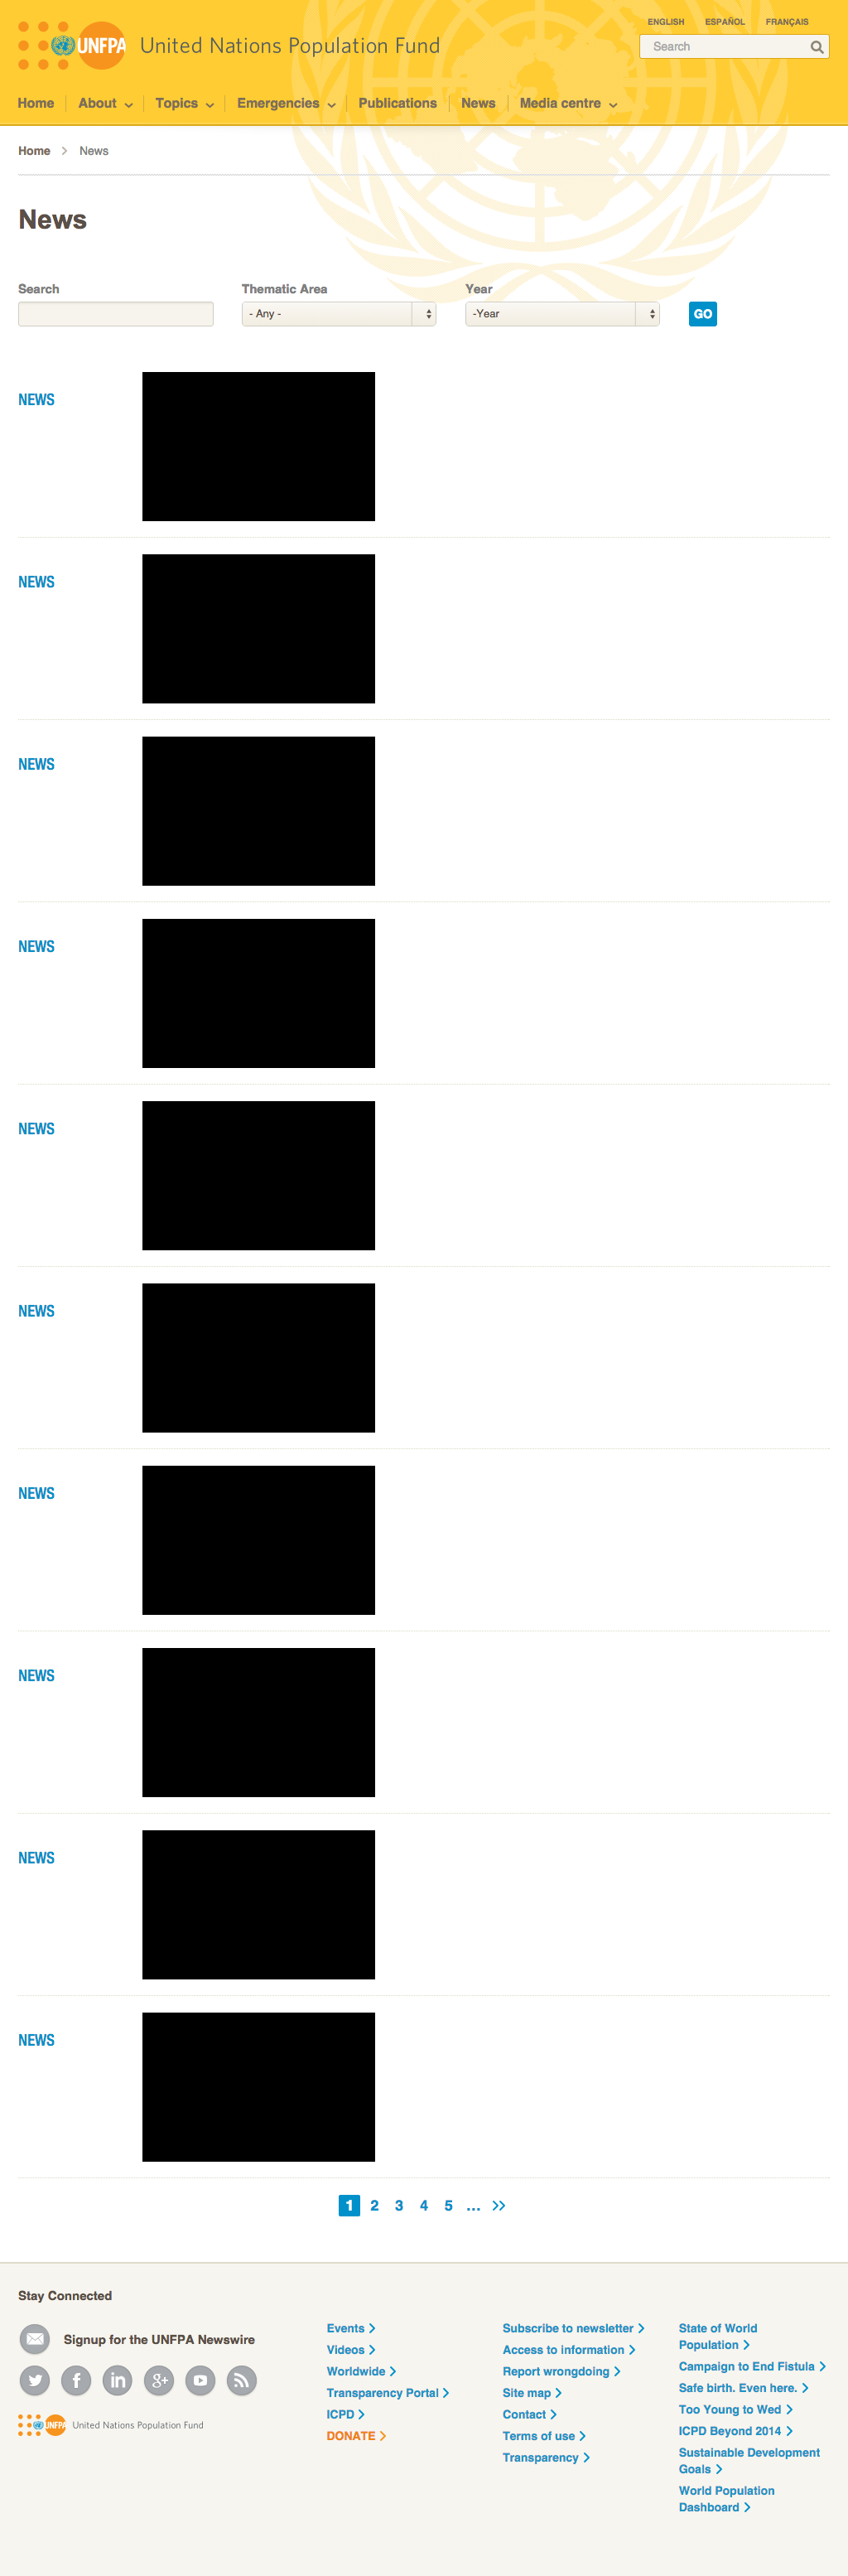 ENGLISH ESPAÑOL FRANÇAIS
UNFPA United Nations Population Fund
Search
Home About Topics Emergencies Publications News Media centre
Home News
News
Search Thematic Area Year
- Any - -Year GO
NEWS
NEWS
NEWS
NEWS
NEWS
NEWS
NEWS
NEWS
NEWS
NEWS
1 2 3 4 5 ... >>
Stay Connected
Signup for the UNFPA Newswire
UNFPA United Nations Population Fund
Events
Videos
Worldwide
Transparency Portal
ICPD
DONATE
Subscribe to newsletter
Access to information
Report wrongdoing
Site map
Contact
Terms of use
Transparency
State of World
Population
Campaign to End Fistula
Safe birth. Even here.
Too Young to Wed
ICPD Beyond 2014
Sustainable Development
Goals
World Population
Dashboard